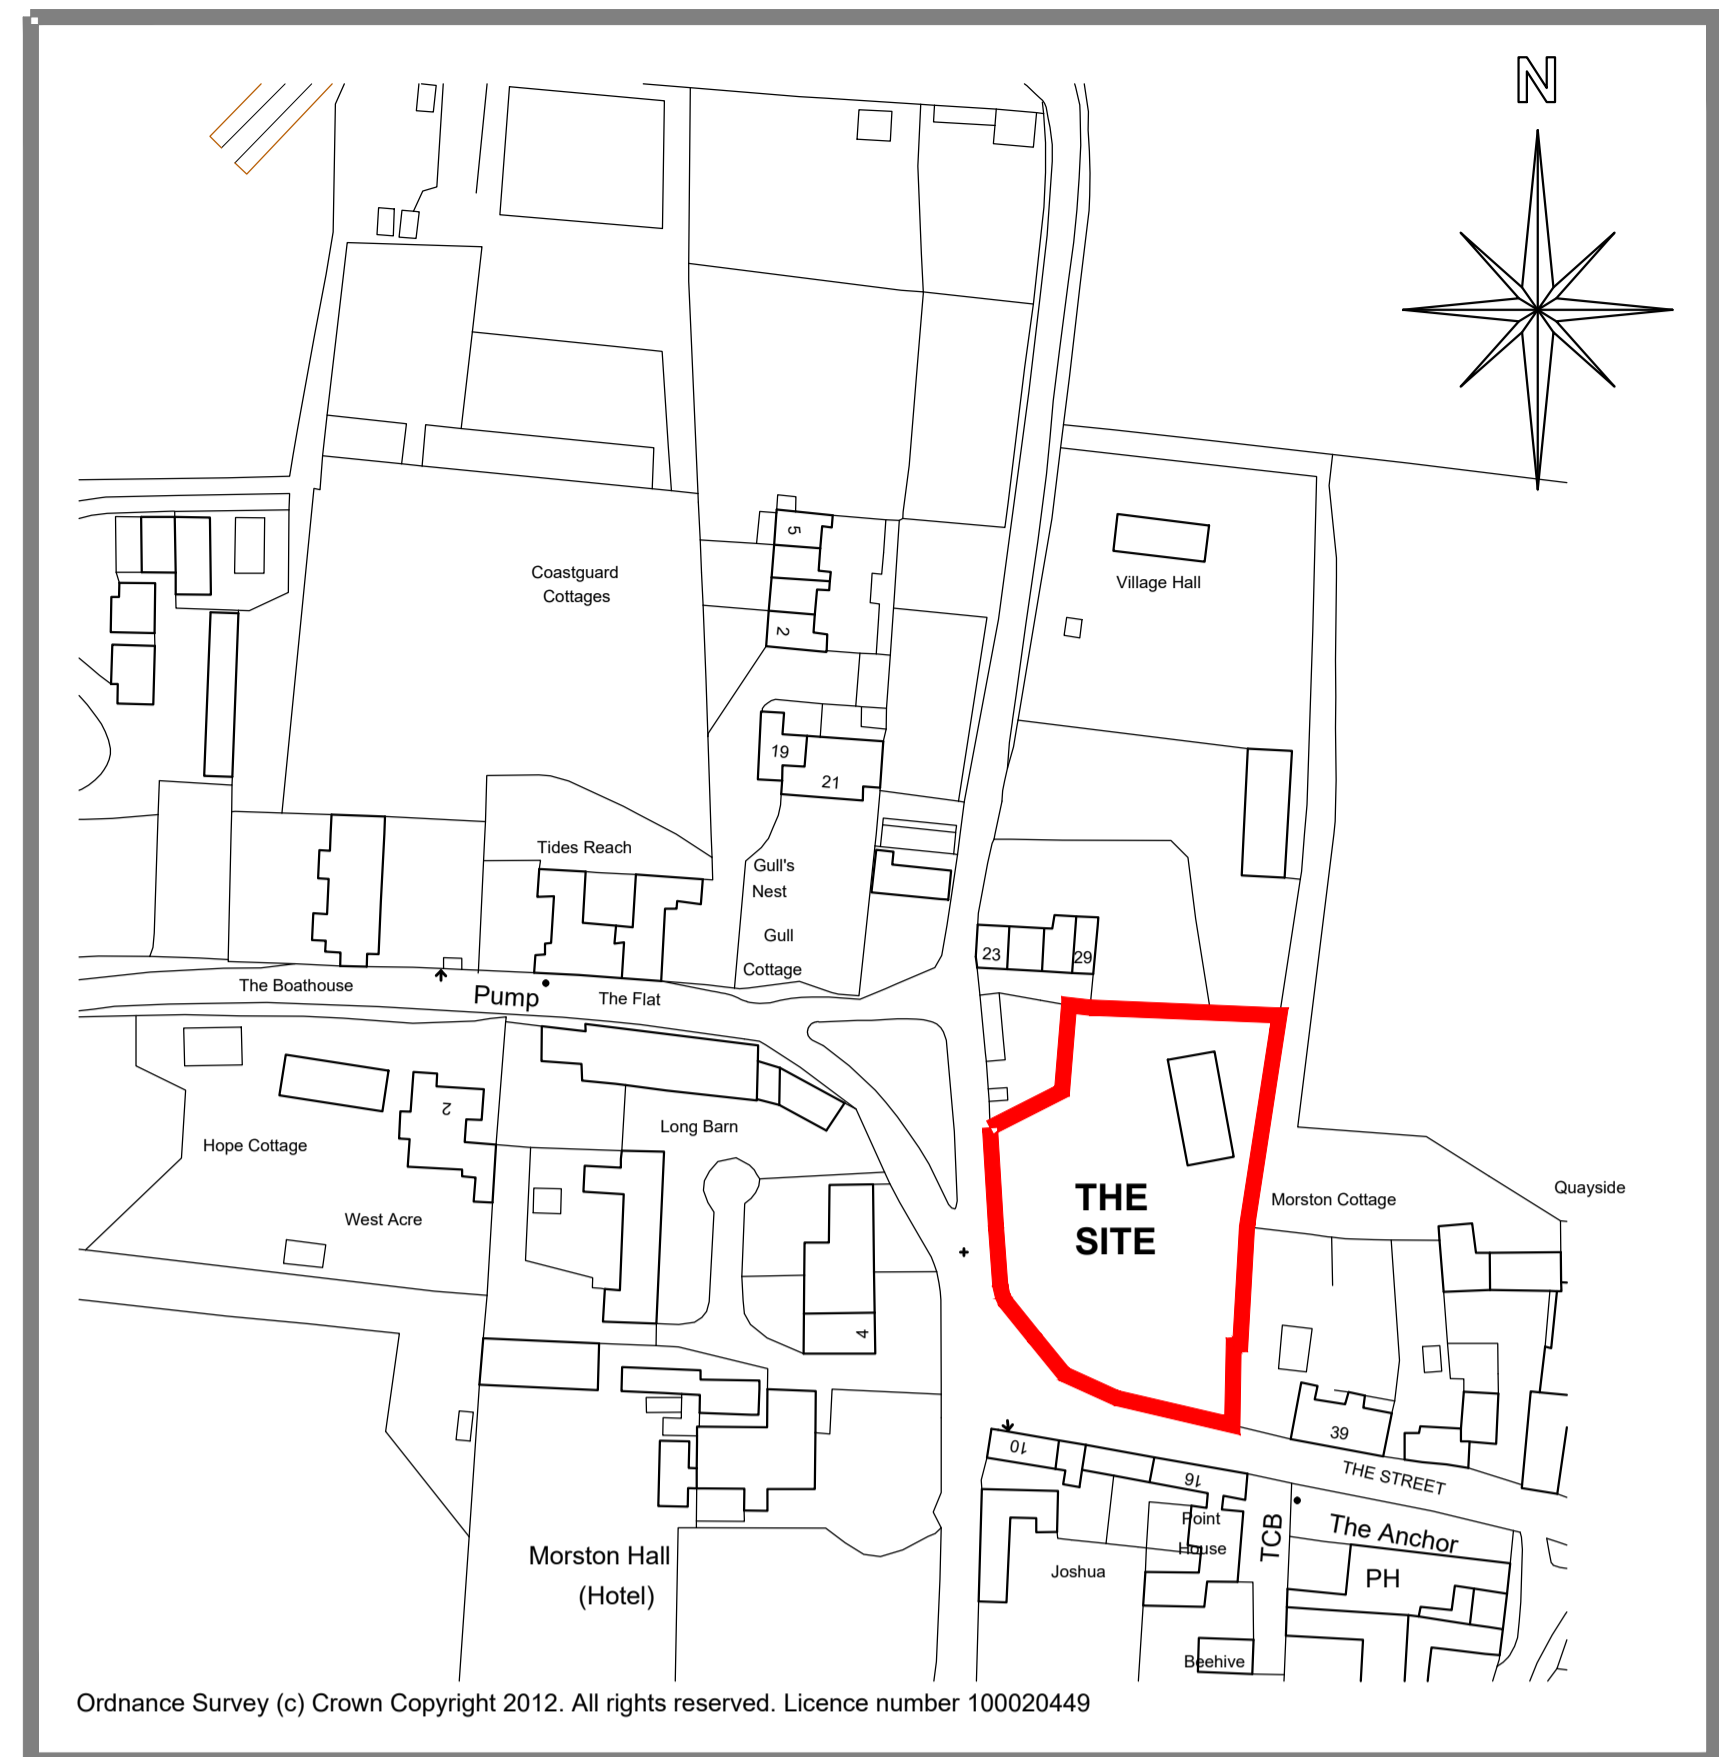 N
Coastguard
Cottages
5
2
Village Hall
19
21
Tides Reach
Gull's
Nest
Gull
Cottage
23
29
The Boathouse
Pump
The Flat
2
Hope Cottage
Long Barn
West Acre
THE
SITE
Morston Cottage
Quayside
4
39
THE STREET
10
16
Point
House
TCB
The Anchor
PH
Joshua
Beehive
Morston Hall
(Hotel)
Ordnance Survey (c) Crown Copyright 2012. All rights reserved. Licence number 100020449